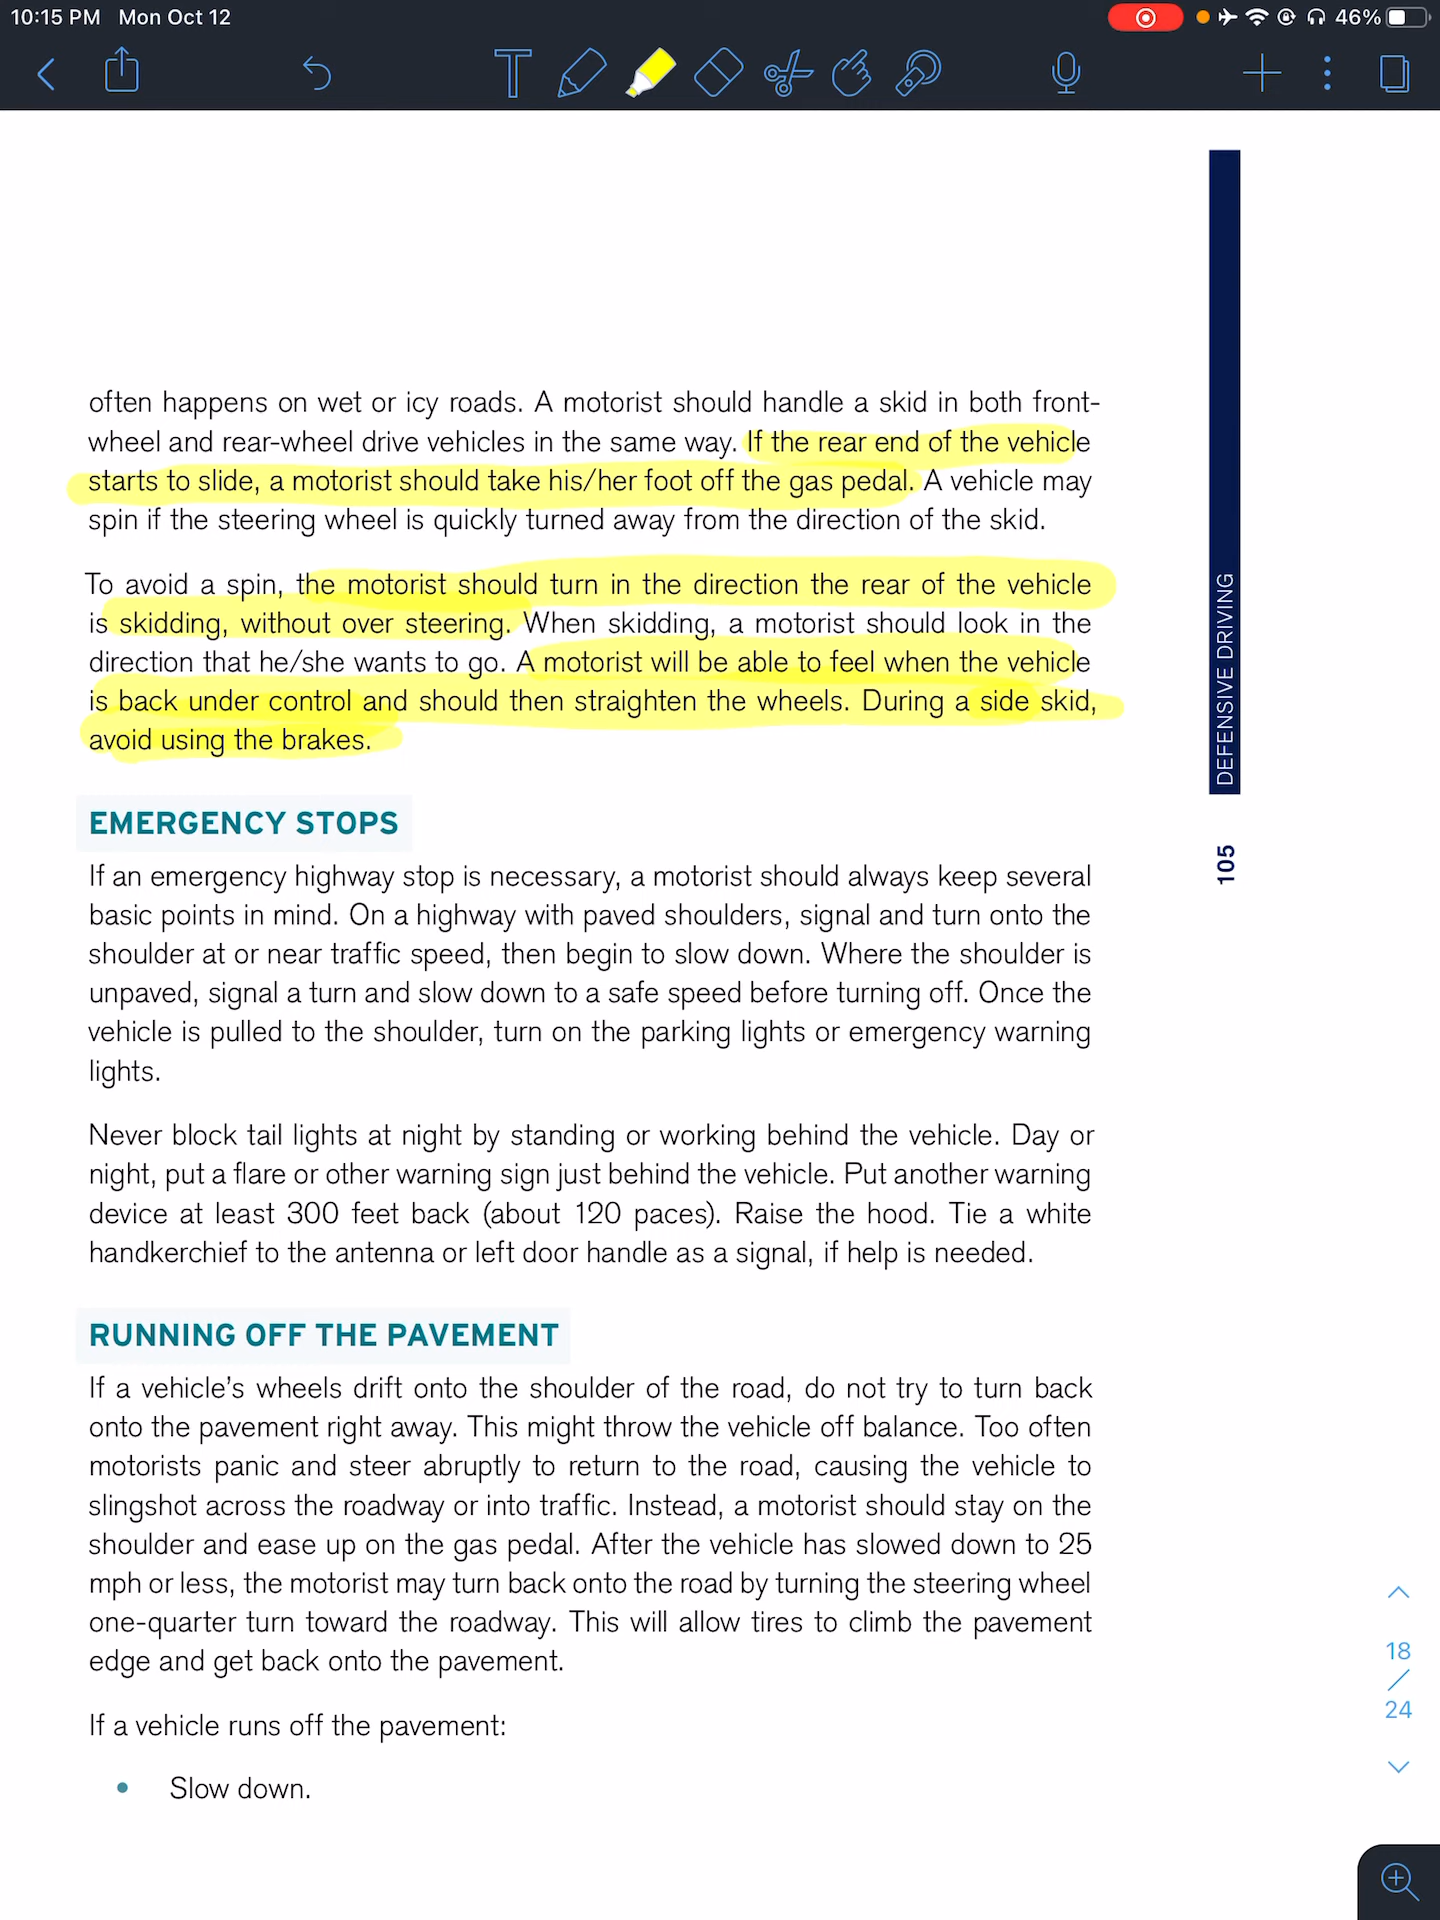 10:15 PM Mon Oct 12
46%
often happens on wet or icy roads. A motorist should handle a skid in both front-
wheel and rear-wheel drive vehicles in the same way. If the rear end of the vehicle
starts to slide, a motorist should take his/her foot off the gas pedal. A vehicle may
spin if the steering wheel is quickly turned away from the direction of the skid.
To avoid a spin, the motorist should turn in the direction the rear of the vehicle
is skidding, without over steering. When skidding, a motorist should look in the
direction that he/she wants to go. A motorist will be able to feel when the vehicle
is back under control and should then straighten the wheels. During a side skid,
avoid using the brakes.
EMERGENCY STOPS
If an emergency highway stop is necessary, a motorist should always keep several
basic points in mind. On a highway with paved shoulders, signal and turn onto the
shoulder at or near traffic speed, then begin to slow down. Where the shoulder is
unpaved, signal a turn and slow down to a safe speed before turning off. Once the
vehicle is pulled to the shoulder, turn on the parking lights or emergency warning
lights.
Never block tail lights at night by standing or working behind the vehicle. Day or
night, put a flare or other warning sign just behind the vehicle. Put another warning
device at least 300 feet back (about 120 paces). Raise the hood. Tie a white
handkerchief to the antenna or left door handle as a signal, if help is needed.
RUNNING OFF THE PAVEMENT
If a vehicle's wheels drift onto the shoulder of the road, do not try to turn back
onto the pavement right away. This might throw the vehicle off balance. Too often
motorists panic and steer abruptly to return to the road, causing the vehicle to
slingshot across the roadway or into traffic. Instead, a motorist should stay on the
shoulder and ease up on the gas pedal. After the vehicle has slowed down to 25
mph or less, the motorist may turn back onto the road by turning the steering wheel
one-quarter turn toward the roadway. This will allow tires to climb the pavement
edge and get back onto the pavement.
If a vehicle runs off the pavement:
• Slow down.
DEFENSIVE DRIVING
105
18
/
24